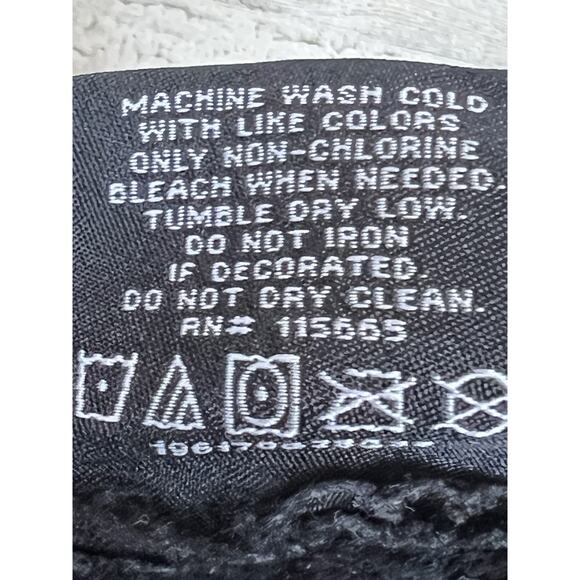 MACHINE WASH COLD
WITH LIKE COLORS
ONLY NON-CHLORINE
BLEACH WHEN NEEDED.
TUMBLE DRY LOW.
DO NOT IRON
IF DECORATED.
DO NOT DRY CLEAN.
RN# 115665